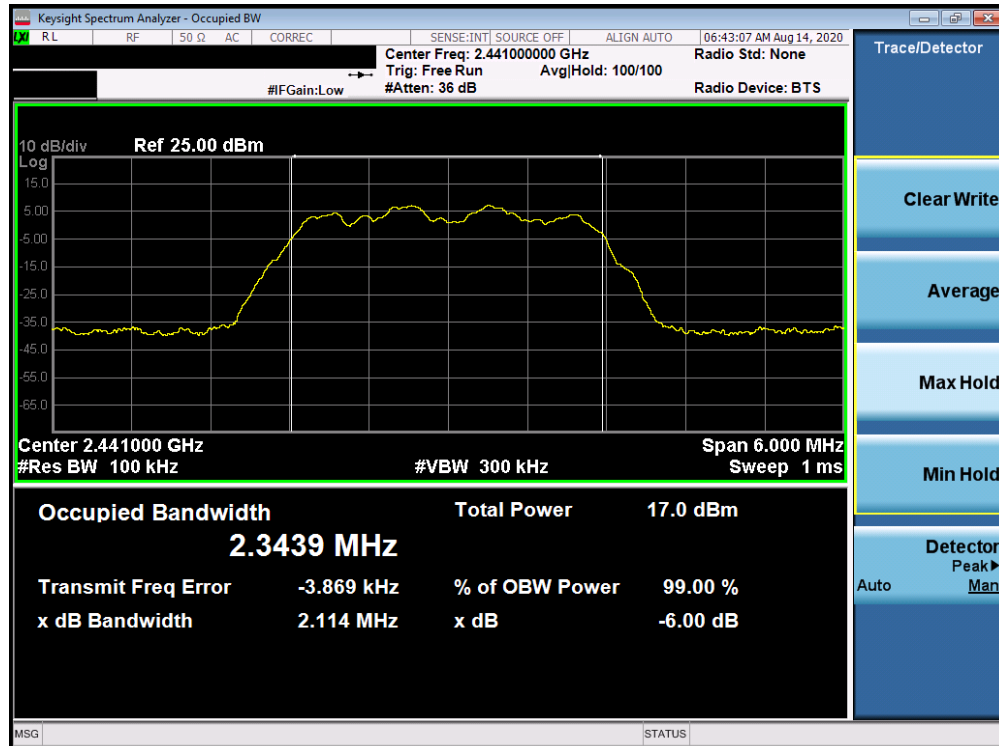 Keysight Spectrum Analyzer - Occupied BW
LXI RL RF 50 Ω AC CORREC SENSE:INT SOURCE OFF ALIGN AUTO 06:43:07 AM Aug 14, 2020
Center Freq: 2.441000000 GHz Radio Std: None
Trig: Free Run Avg|Hold: 100/100
#IFGain:Low #Atten: 36 dB Radio Device: BTS
10 dB/div Ref 25.00 dBm
Log
15.0
5.00
-5.00
-15.0
-25.0
-35.0
-45.0
-55.0
-65.0
Center 2.441000 GHz Span 6.000 MHz
#Res BW 100 kHz #VBW 300 kHz Sweep 1 ms
Occupied Bandwidth Total Power 17.0 dBm
2.3439 MHz
Transmit Freq Error -3.869 kHz % of OBW Power 99.00 %
x dB Bandwidth 2.114 MHz x dB -6.00 dB
MSG STATUS
Trace/Detector
Clear Write
Average
Max Hold
Min Hold
Detector
Peak▶
Auto Man